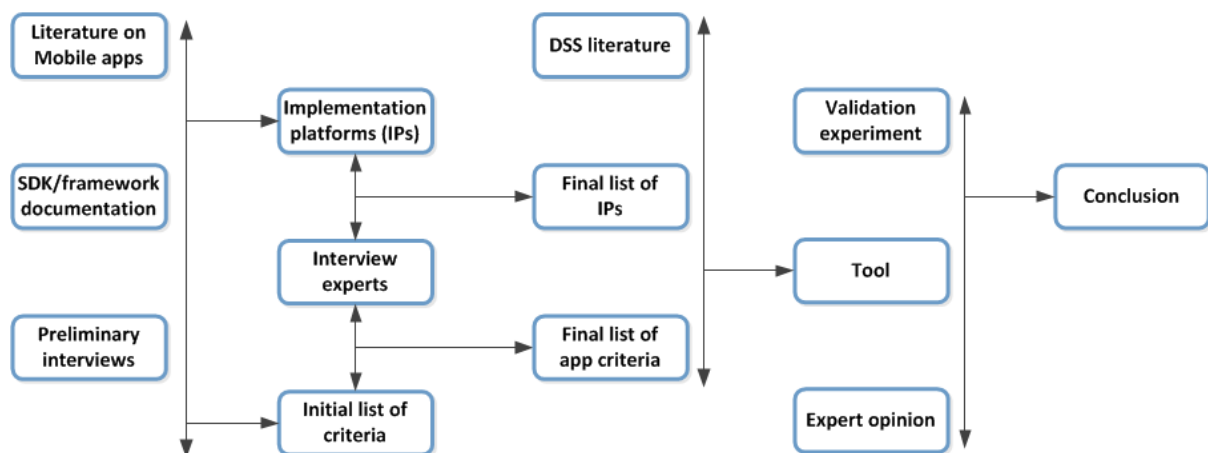 Literature on
Mobile apps
SDK/framework
documentation
Preliminary
interviews
Implementation
platforms (IPs)
Interview
experts
Initial list of
criteria
DSS literature
Final list of
IPs
Final list of
app criteria
Validation
experiment
Tool
Expert opinion
Conclusion